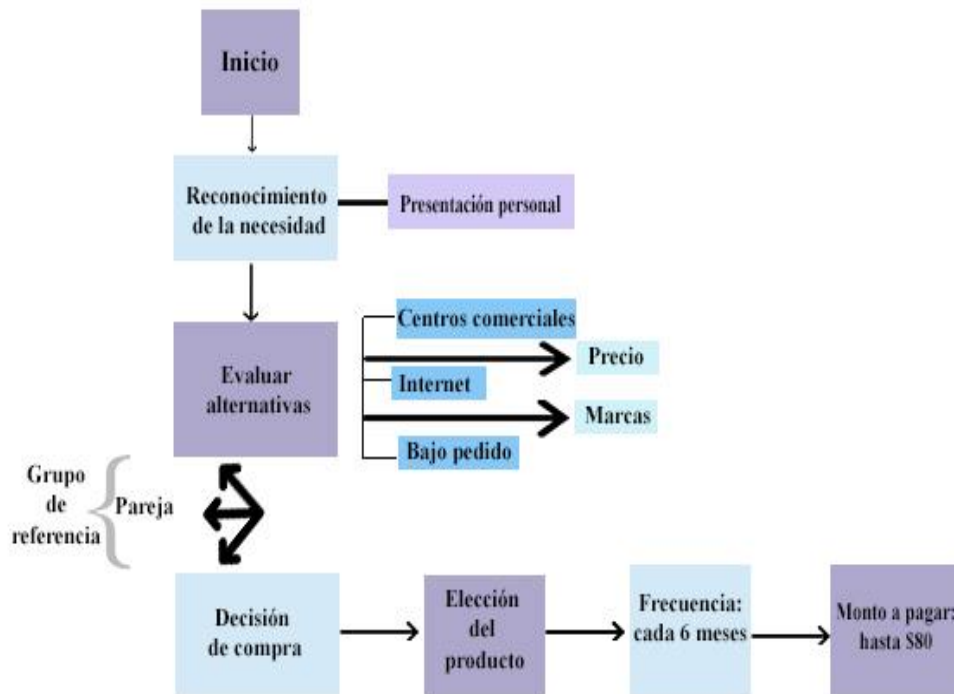 Inicio
Reconocimiento
de la necesidad
Presentación personal
Evaluar
alternativas
Centros comerciales
Precio
Internet
Marcas
Bajo pedido
Grupo
de
referencia
Pareja
Decisión
de compra
Elección
del
producto
Frecuencia:
cada 6 meses
Monto a pagar:
hasta $80